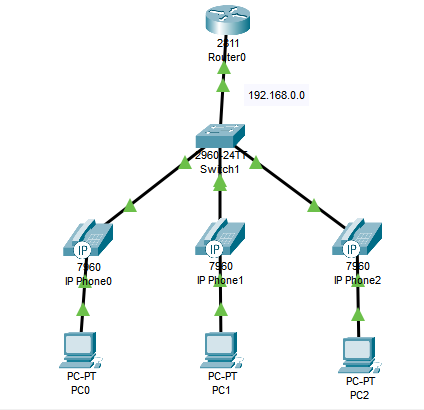 2811
Router0
192.168.0.0
2960-24TT
Switch1
IP
7960
IP Phone0
IP
7960
IP Phone1
IP
7960
IP Phone2
PC-PT
PC0
PC-PT
PC1
PC-PT
PC2